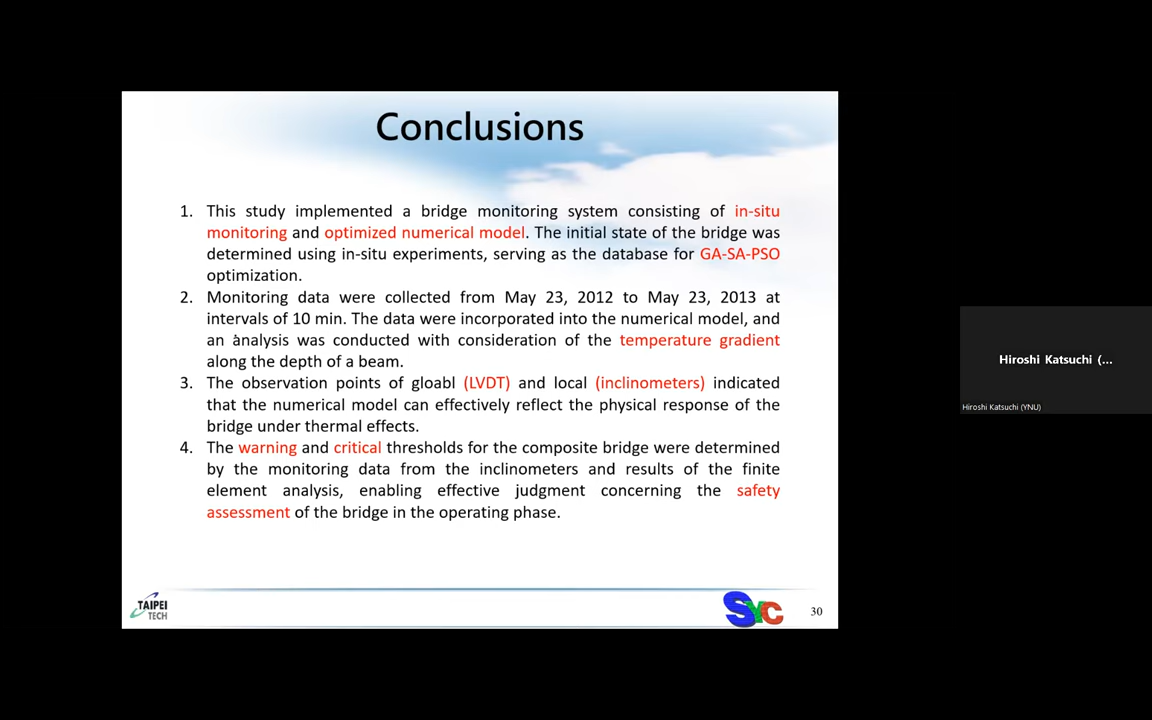 Conclusions
1. This study implemented a bridge monitoring system consisting of in-situ
monitoring and optimized numerical model. The initial state of the bridge was
determined using in-situ experiments, serving as the database for GA-SA-PSO
optimization.
2. Monitoring data were collected from May 23, 2012 to May 23, 2013 at
intervals of 10 min. The data were incorporated into the numerical model, and
an analysis was conducted with consideration of the temperature gradient
along the depth of a beam.
3. The observation points of gloabl (LVDT) and local (inclinometers) indicated
that the numerical model can effectively reflect the physical response of the
bridge under thermal effects.
4. The warning and critical thresholds for the composite bridge were determined
by the monitoring data from the inclinometers and results of the finite
element analysis, enabling effective judgment concerning the safety
assessment of the bridge in the operating phase.
TAIPEI
TECH
SYC
30
Hiroshi Katsuchi (...
Hiroshi Katsuchi (YNU)